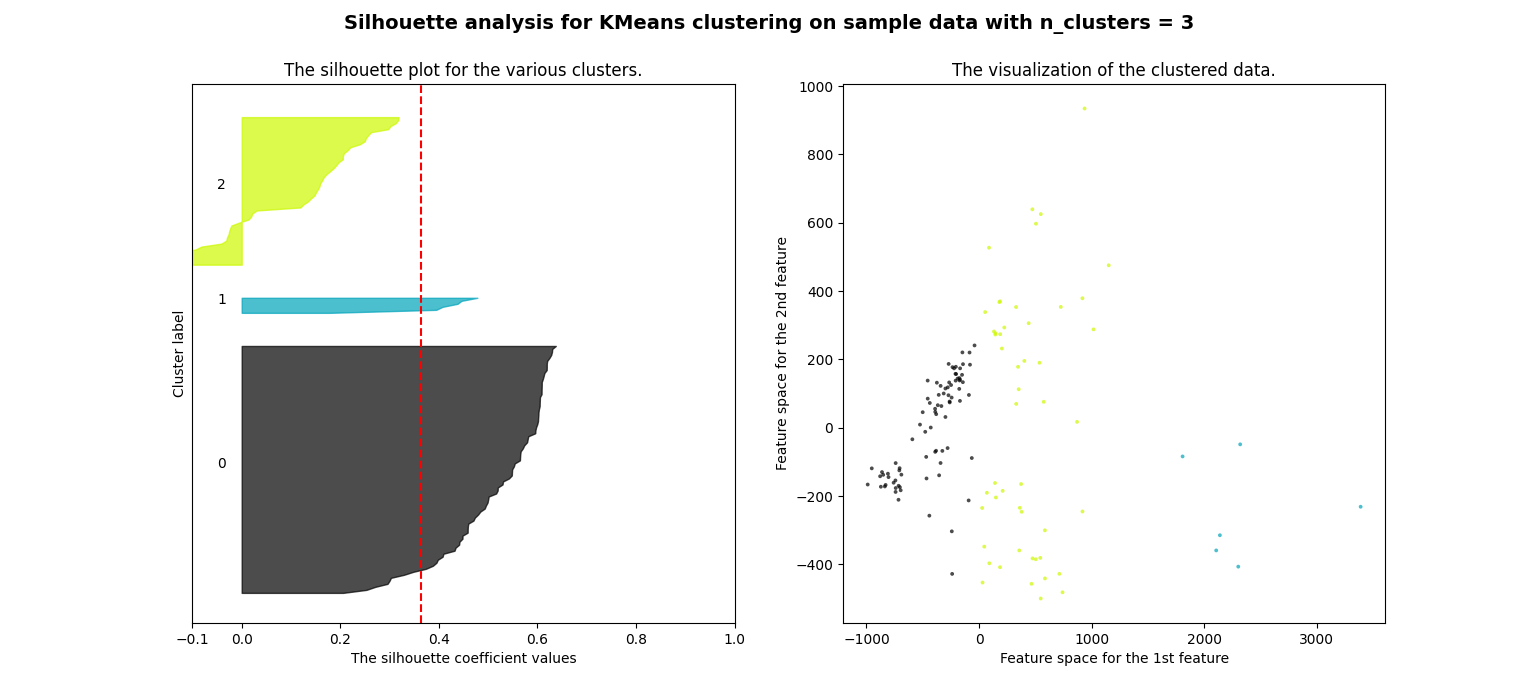 Silhouette analysis for KMeans clustering on sample data with n_clusters = 3
The silhouette plot for the various clusters.
Cluster label
2
1
0
−0.1 0.0 0.2 0.4 0.6 0.8 1.0
The silhouette coefficient values
The visualization of the clustered data.
Feature space for the 2nd feature
1000
800
600
400
200
0
−200
−400
−1000 0 1000 2000 3000
Feature space for the 1st feature